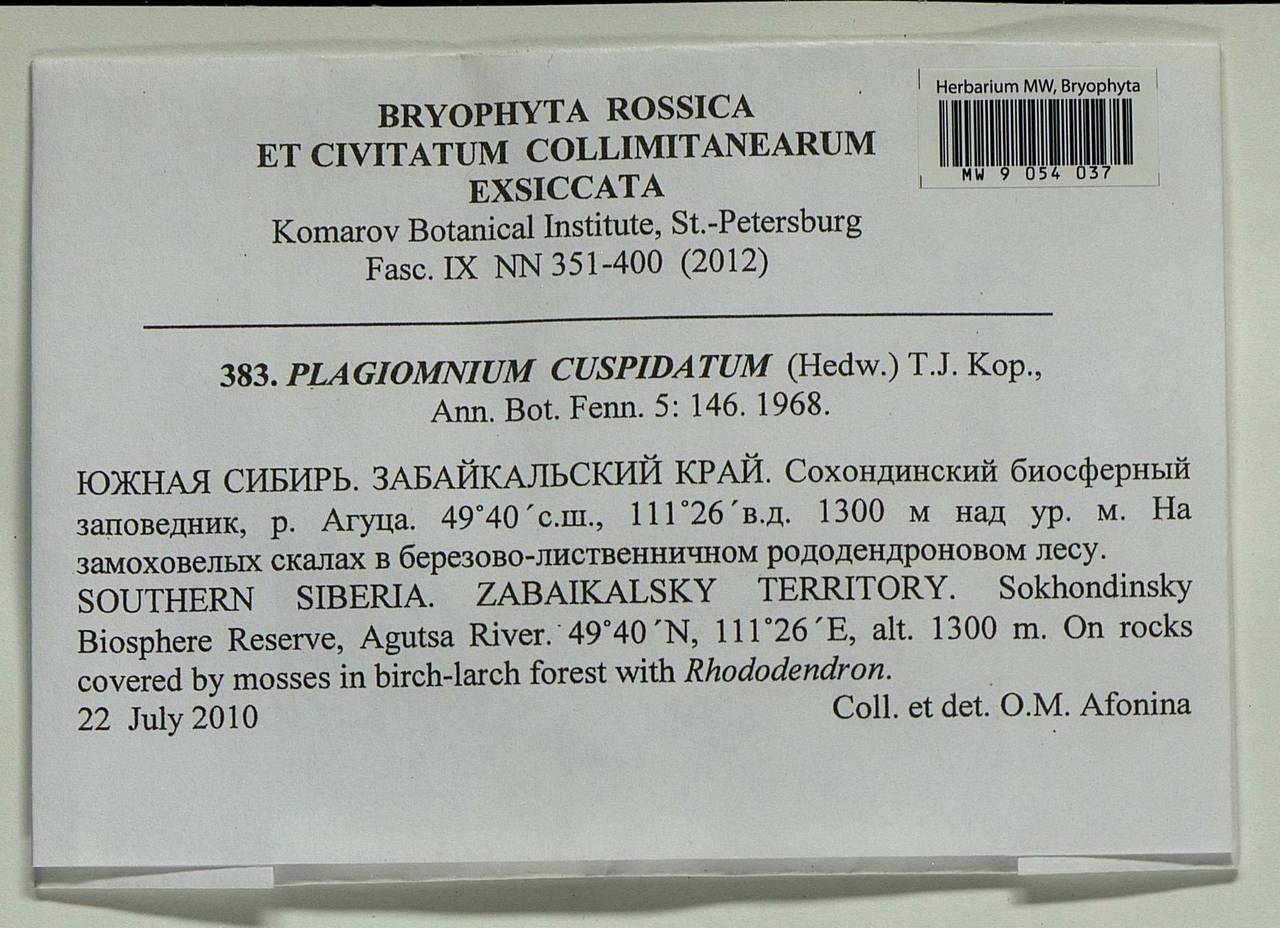 Herbarium MW, Bryophyta
MW 9 054 037
BRYOPHYTA ROSSICA
ET CIVITATUM COLLIMITANEARUM
EXSICCATA
Komarov Botanical Institute, St.-Petersburg
Fasc. IX NN 351-400 (2012)
383. PLAGIOMNIUM CUSPIDATUM (Hedw.) T.J. Kop.,
Ann. Bot. Fenn. 5: 146. 1968.
ЮЖНАЯ СИБИРЬ. ЗАБАЙКАЛЬСКИЙ КРАЙ. Сохондинский биосферный
заповедник, р. Агуца. 49°40´с.ш., 111°26´в.д. 1300 м над ур. м. На
замоховелых скалах в березово-лиственничном рододендроновом лесу.
SOUTHERN SIBERIA. ZABAIKALSKY TERRITORY. Sokhondinsky
Biosphere Reserve, Agutsa River. 49°40´N, 111°26´E, alt. 1300 m. On rocks
covered by mosses in birch-larch forest with Rhododendron.
22 July 2010 Coll. et det. O.M. Afonina